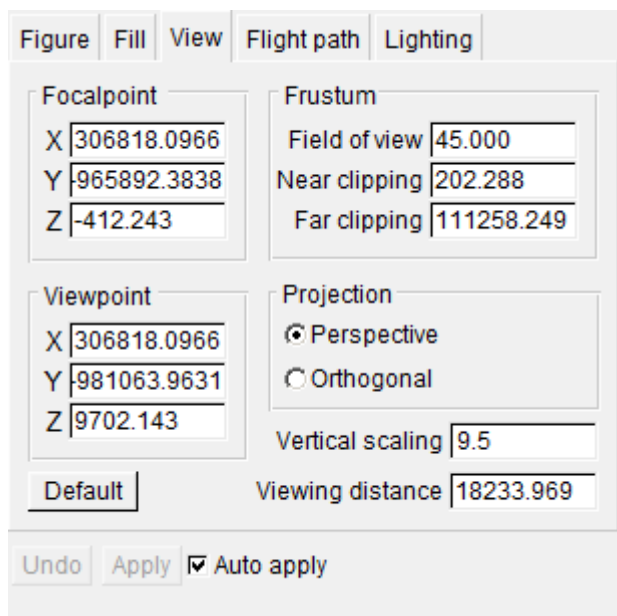 Figure Fill View Flight path Lighting
Focalpoint
X 306818.0966
Y -965892.3838
Z -412.243
Frustum
Field of view 45.000
Near clipping 202.288
Far clipping 111258.249
Viewpoint
X 306818.0966
Y -981063.9631
Z 9702.143
Projection
Perspective
Orthogonal
Vertical scaling 9.5
Default
Viewing distance 18233.969
Undo Apply Auto apply